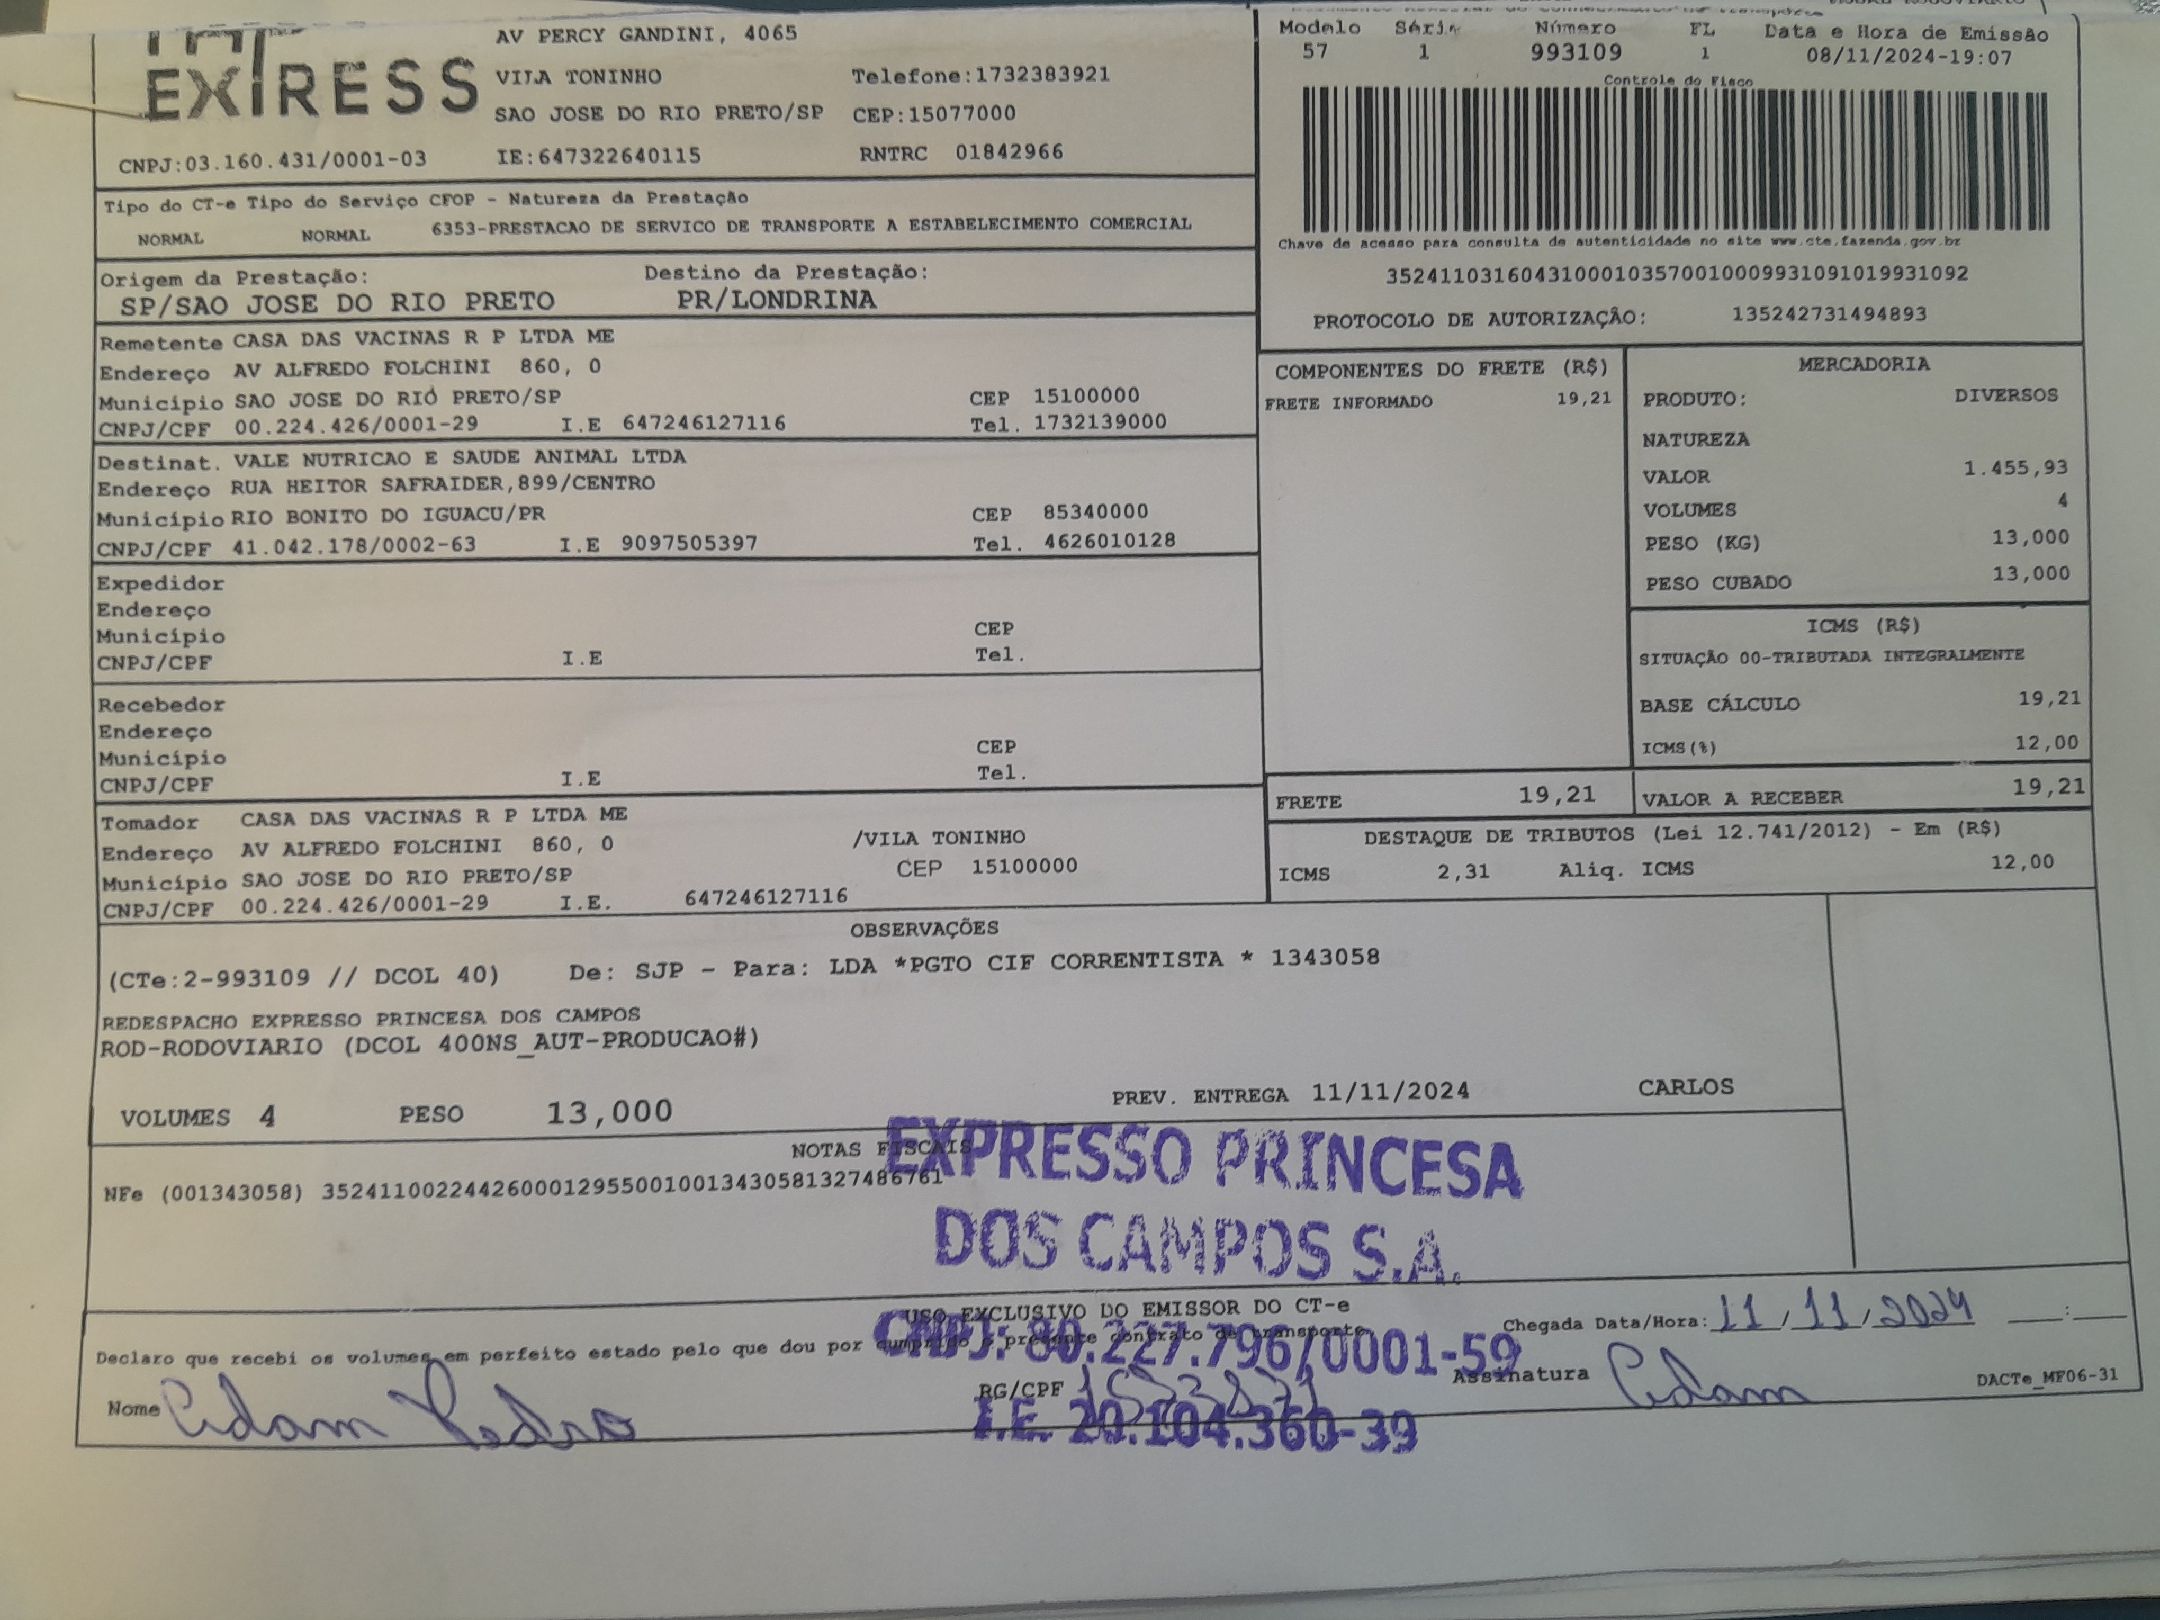 EXPRESS
AV PERCY GANDINI, 4065
VILA TONINHO Telefone:1732383921
SAO JOSE DO RIO PRETO/SP CEP:15077000
CNPJ:03.160.431/0001-03 IE:647322640115 RNTRC 01842966
Modelo Série Número FL Data e Hora de Emissão
57 1 993109 1 08/11/2024-19:07
Controle do Fisco
Chave de acesso para consulta de autenticidade no site www.cte.fazenda.gov.br
35241103160431000103570010009931091019931092
PROTOCOLO DE AUTORIZAÇÃO: 135242731494893
Tipo do CT-e Tipo do Serviço CFOP - Natureza da Prestação
NORMAL NORMAL 6353-PRESTACAO DE SERVICO DE TRANSPORTE A ESTABELECIMENTO COMERCIAL
Origem da Prestação: Destino da Prestação:
SP/SAO JOSE DO RIO PRETO PR/LONDRINA
Remetente CASA DAS VACINAS R P LTDA ME
Endereço AV ALFREDO FOLCHINI 860, 0
Município SAO JOSE DO RIO PRETO/SP CEP 15100000
CNPJ/CPF 00.224.426/0001-29 I.E 647246127116 Tel. 1732139000
Destinat. VALE NUTRICAO E SAUDE ANIMAL LTDA
Endereço RUA HEITOR SAFRAIDER,899/CENTRO
Município RIO BONITO DO IGUACU/PR CEP 85340000
CNPJ/CPF 41.042.178/0002-63 I.E 9097505397 Tel. 4626010128
Expedidor
Endereço
Município CEP
CNPJ/CPF I.E Tel.
Recebedor
Endereço
Município CEP
CNPJ/CPF I.E Tel.
Tomador CASA DAS VACINAS R P LTDA ME
Endereço AV ALFREDO FOLCHINI 860, 0 /VILA TONINHO
Município SAO JOSE DO RIO PRETO/SP CEP 15100000
CNPJ/CPF 00.224.426/0001-29 I.E. 647246127116
COMPONENTES DO FRETE (R$)
FRETE INFORMADO 19,21
MERCADORIA
PRODUTO: DIVERSOS
NATUREZA
VALOR 1.455,93
VOLUMES 4
PESO (KG) 13,000
PESO CUBADO 13,000
ICMS (R$)
SITUAÇÃO 00-TRIBUTADA INTEGRALMENTE
BASE CÁLCULO 19,21
ICMS(%) 12,00
FRETE 19,21 VALOR A RECEBER 19,21
DESTAQUE DE TRIBUTOS (Lei 12.741/2012) - Em (R$)
ICMS 2,31 Aliq. ICMS 12,00
OBSERVAÇÕES
(CTe:2-993109 // DCOL 40) De: SJP - Para: LDA *PGTO CIF CORRENTISTA * 1343058
REDESPACHO EXPRESSO PRINCESA DOS CAMPOS
ROD-RODOVIARIO (DCOL 400NS_AUT-PRODUCAO#)
VOLUMES 4 PESO 13,000 PREV. ENTREGA 11/11/2024 CARLOS
NOTAS FISCAIS
NFe (001343058) 35241100224426000129550010013430581327486761
EXPRESSO PRINCESA
DOS CAMPOS S.A.
CNPJ: 80.227.796/0001-59
I.E. 20.104.360-39
USO EXCLUSIVO DO EMISSOR DO CT-e
Chegada Data/Hora: 11/11/2024 __:__
Declaro que recebi os volumes em perfeito estado pelo que dou por cumprido o presente contrato de transporte
Nome Adam Pedro RG/CPF Assinatura Adam
DACTe_MF06-31